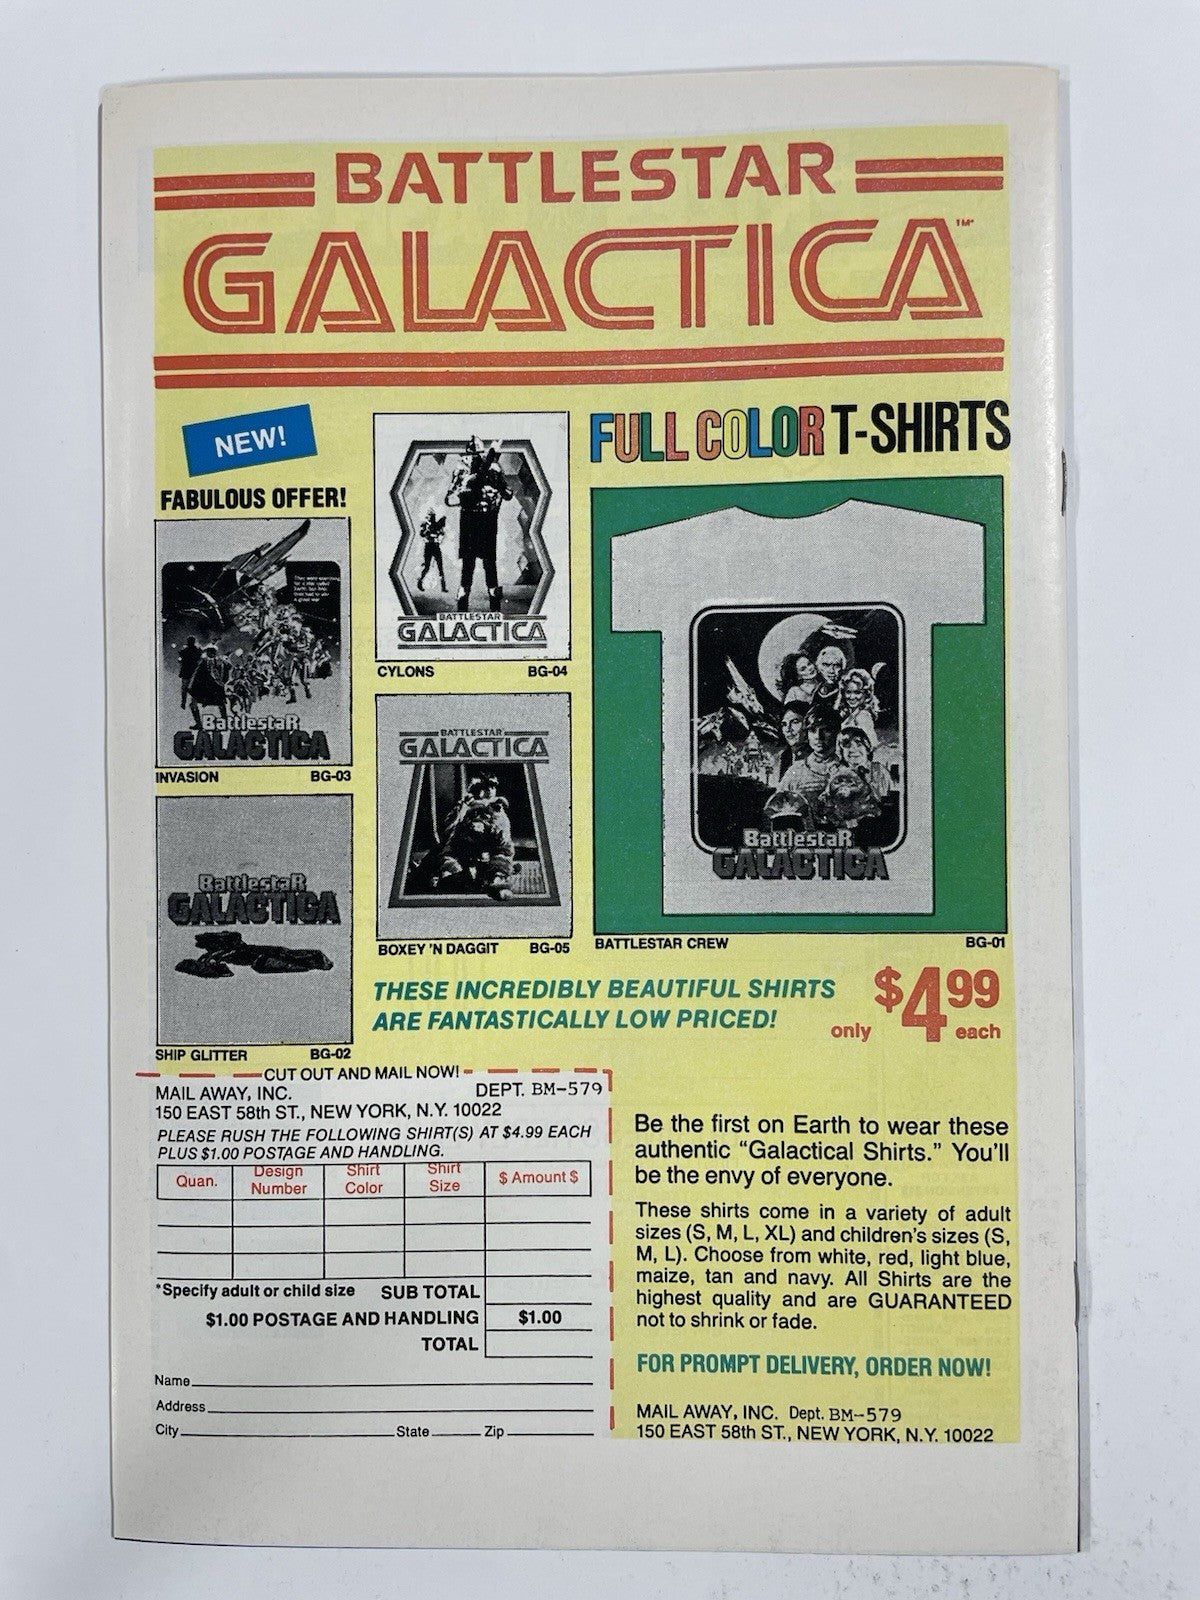 BATTLESTAR
GALACTICA™
NEW!
FABULOUS OFFER!
FULL COLOR T-SHIRTS
They were searching
for a star called
Earth
BattlestaR
GALACTICA
INVASION BG-03
BATTLESTAR
GALACTICA
CYLONS BG-04
BattlestaR
GALACTICA
SHIP GLITTER BG-02
BATTLESTAR
GALACTICA
BOXEY 'N DAGGIT BG-05
BattlestaR
GALACTICA
BATTLESTAR CREW BG-01
THESE INCREDIBLY BEAUTIFUL SHIRTS
ARE FANTASTICALLY LOW PRICED!
only $4.99 each
CUT OUT AND MAIL NOW!
MAIL AWAY, INC. DEPT. BM-579
150 EAST 58th ST., NEW YORK, N.Y. 10022
PLEASE RUSH THE FOLLOWING SHIRT(S) AT $4.99 EACH
PLUS $1.00 POSTAGE AND HANDLING.
Quan. Design Number Shirt Color Shirt Size $ Amount $
*Specify adult or child size SUB TOTAL
$1.00 POSTAGE AND HANDLING $1.00
TOTAL
Name
Address
City State Zip
Be the first on Earth to wear these
authentic "Galactical Shirts." You'll
be the envy of everyone.
These shirts come in a variety of adult
sizes (S, M, L, XL) and children's sizes (S,
M, L). Choose from white, red, light blue,
maize, tan and navy. All Shirts are the
highest quality and are GUARANTEED
not to shrink or fade.
FOR PROMPT DELIVERY, ORDER NOW!
MAIL AWAY, INC. Dept. BM-579
150 EAST 58th ST., NEW YORK, N.Y. 10022